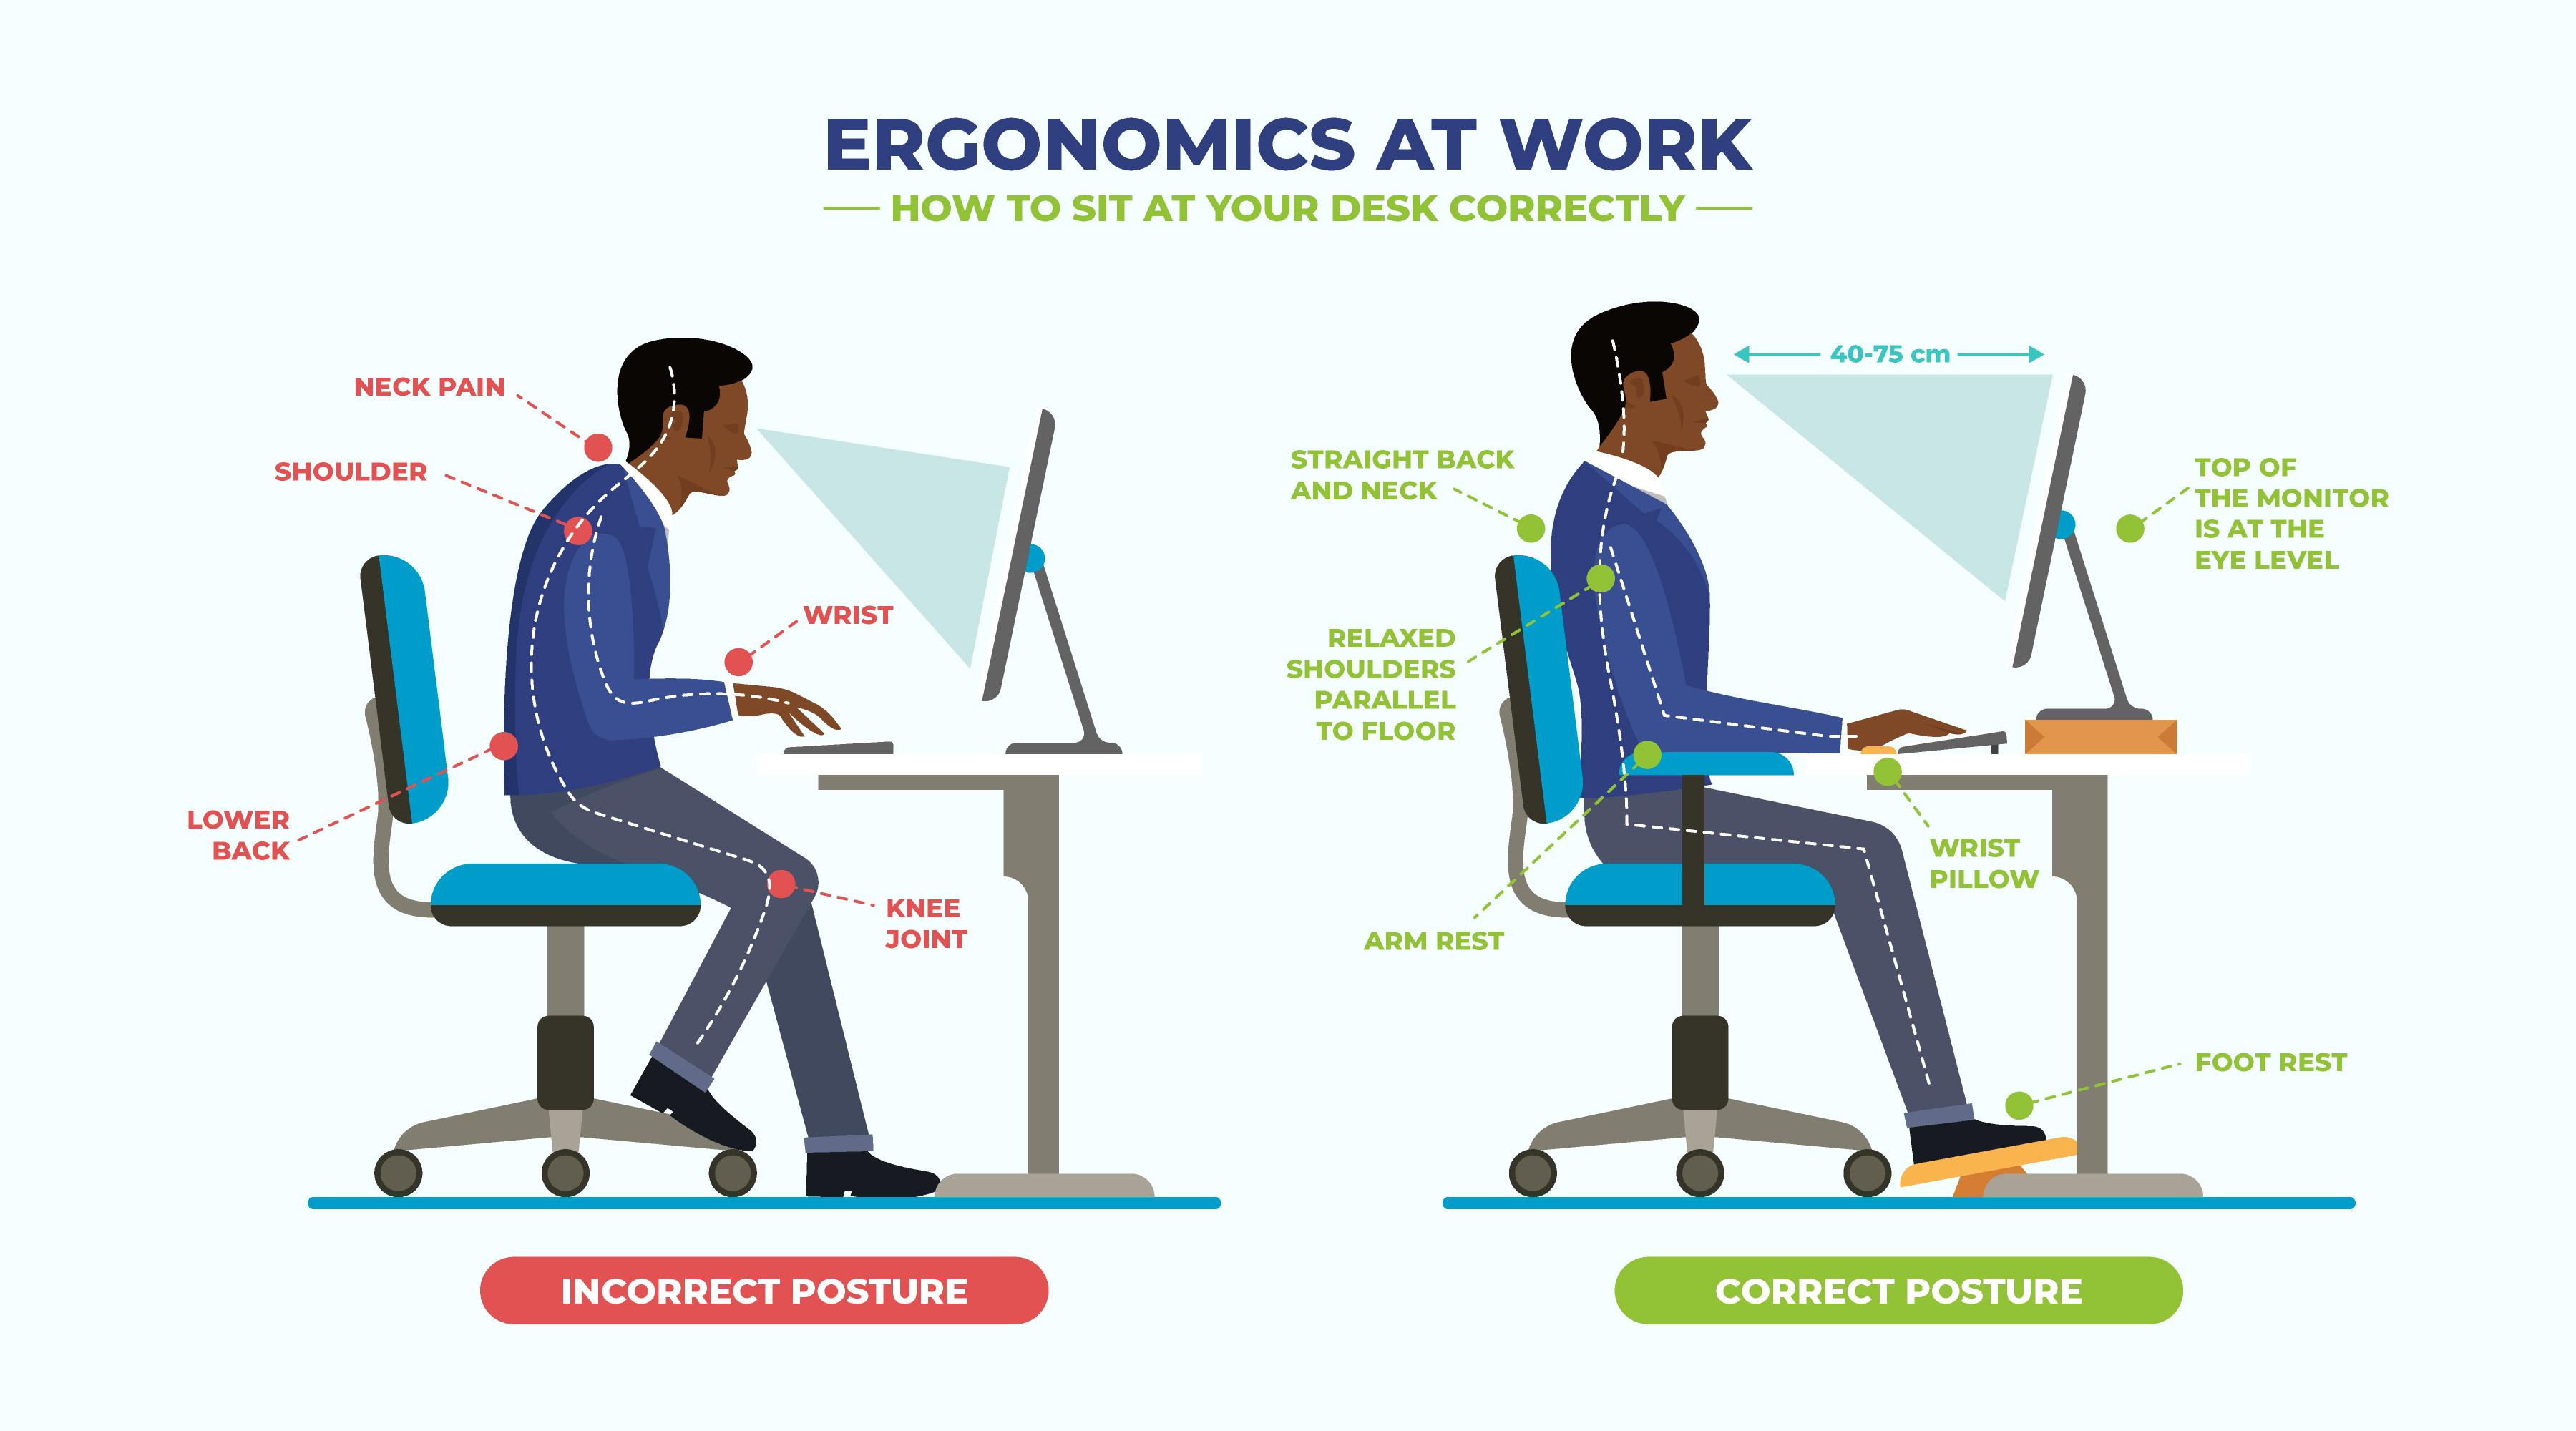 ERGONOMICS AT WORK
HOW TO SIT AT YOUR DESK CORRECTLY
NECK PAIN
SHOULDER
WRIST
LOWER
BACK
KNEE
JOINT
INCORRECT POSTURE
40-75 cm
STRAIGHT BACK
AND NECK
TOP OF
THE MONITOR
IS AT THE
EYE LEVEL
RELAXED
SHOULDERS
PARALLEL
TO FLOOR
WRIST
PILLOW
ARM REST
FOOT REST
CORRECT POSTURE